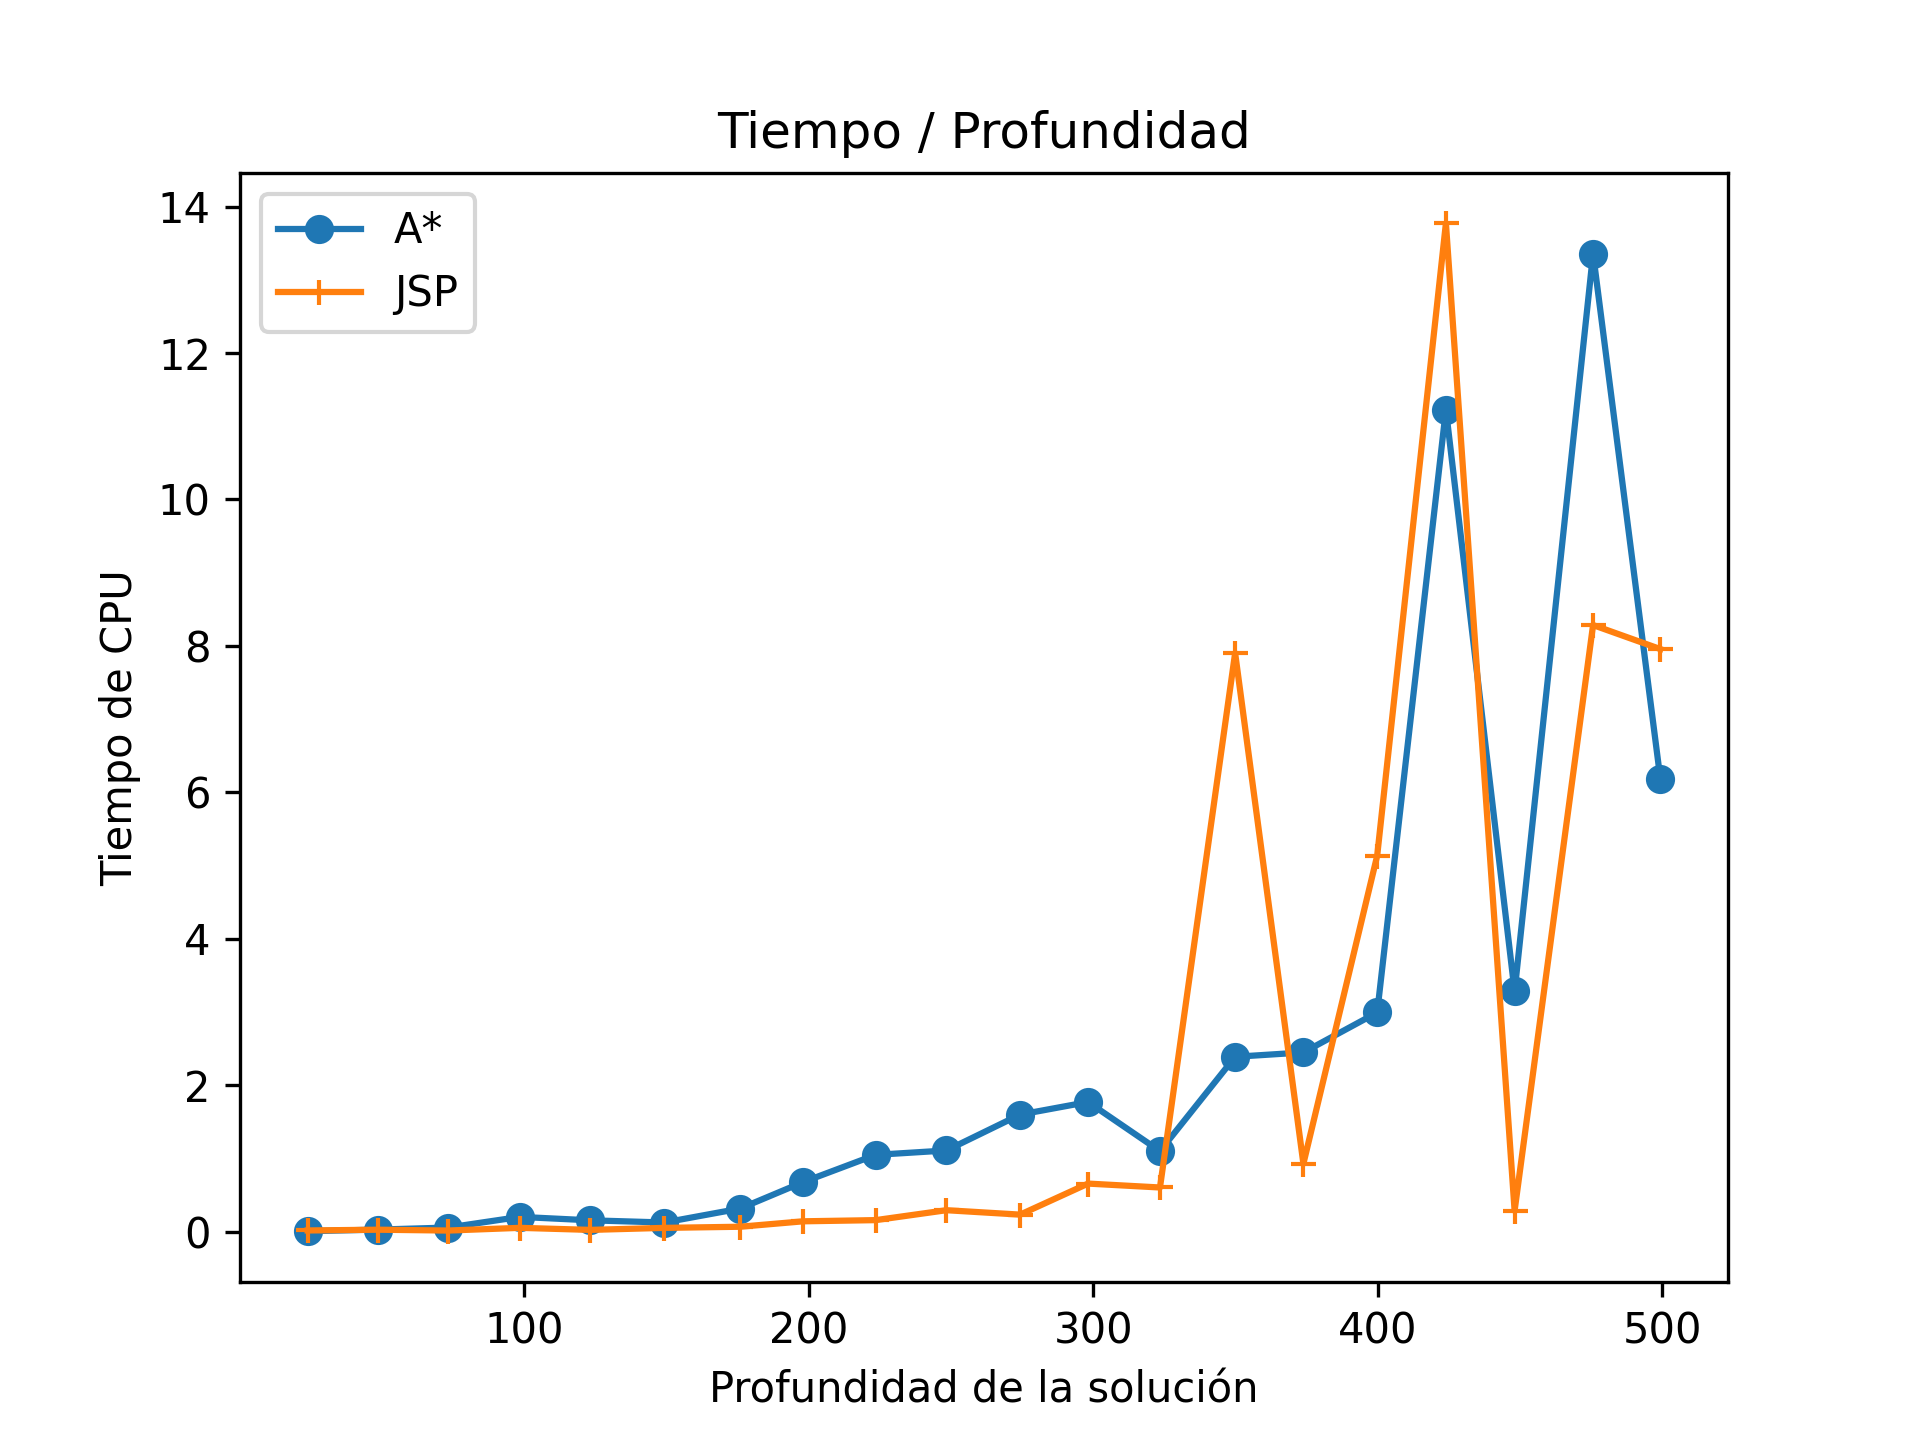 Tiempo / Profundidad
A*
JSP
14
12
10
8
6
4
2
0
Tiempo de CPU
100 200 300 400 500
Profundidad de la solución